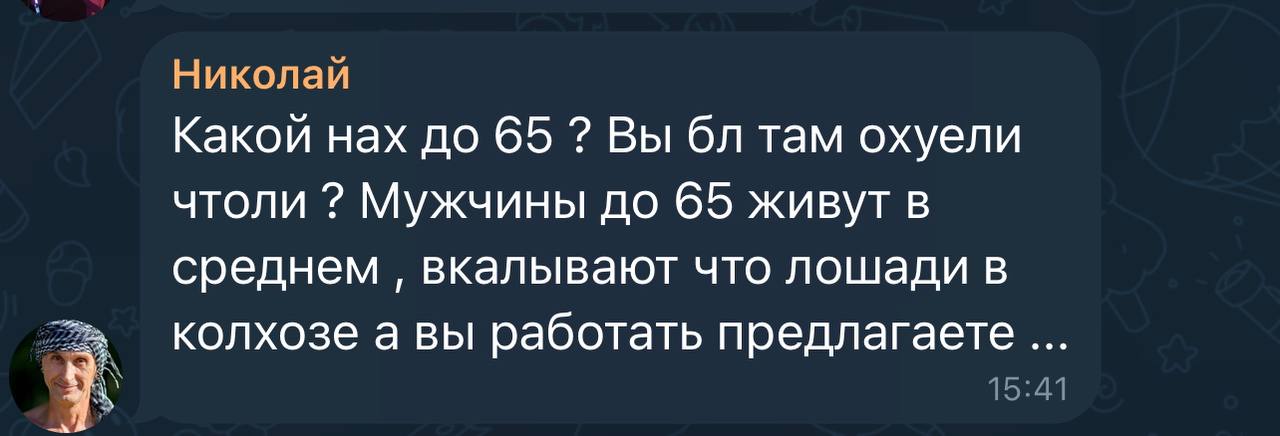 Николай
Какой нах до 65 ? Вы бл там охуели
чтоли ? Мужчины до 65 живут в
среднем , вкалывают что лошади в
колхозе а вы работать предлагаете ...
15:41